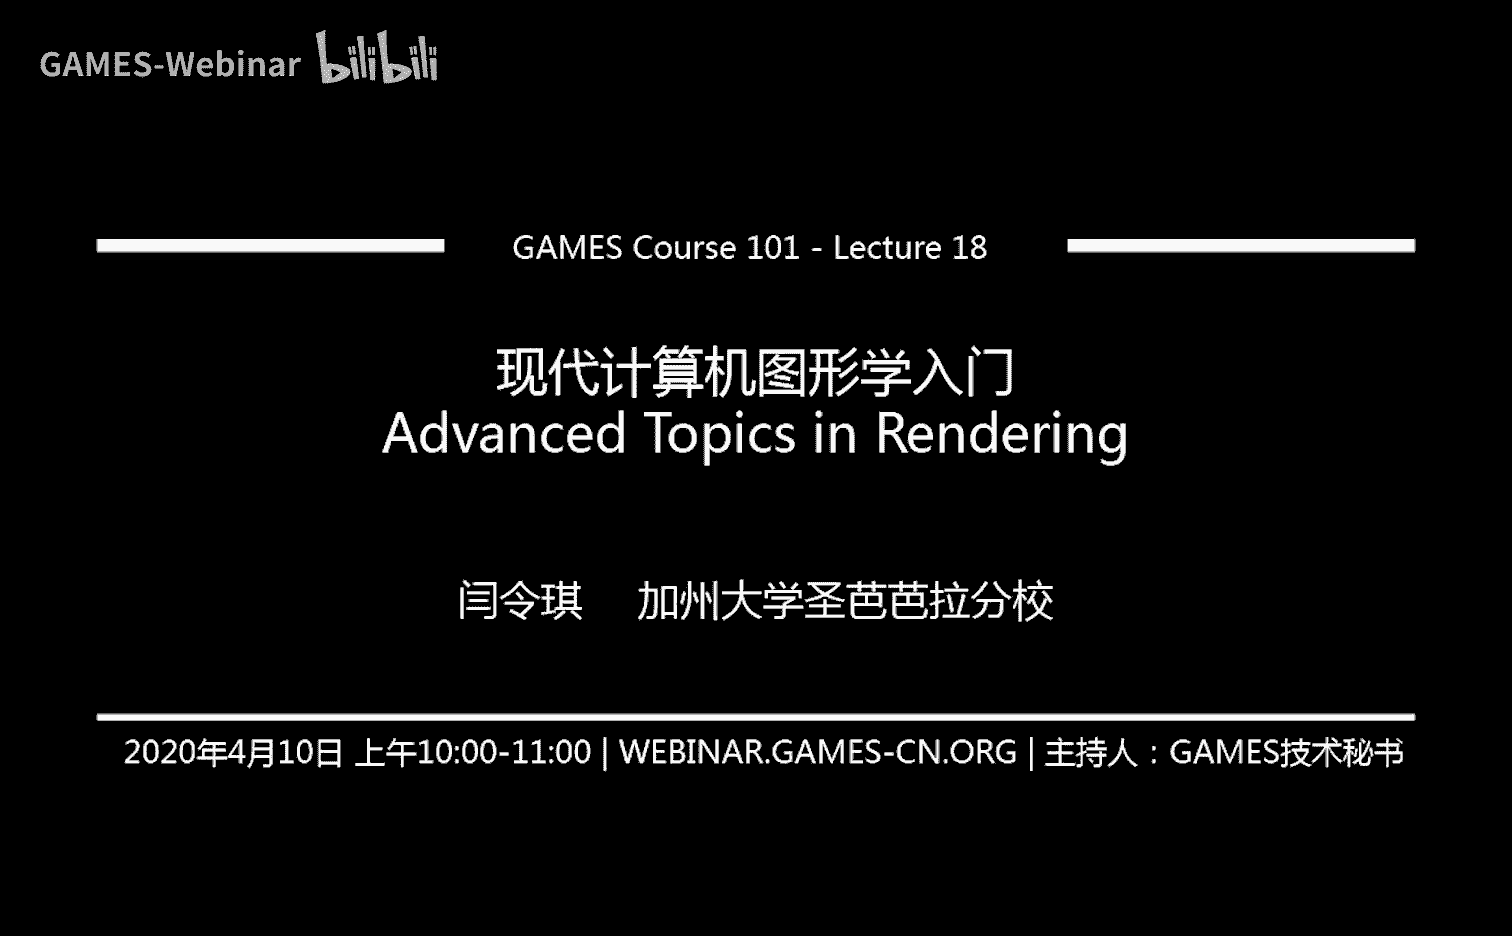 GAMES-Webinar bilibili
GAMES Course 101 - Lecture 18
现代计算机图形学入门
Advanced Topics in Rendering
闫令琪 加州大学圣芭芭拉分校
2020年4月10日 上午10:00-11:00 | WEBINAR.GAMES-CN.ORG | 主持人：GAMES技术秘书